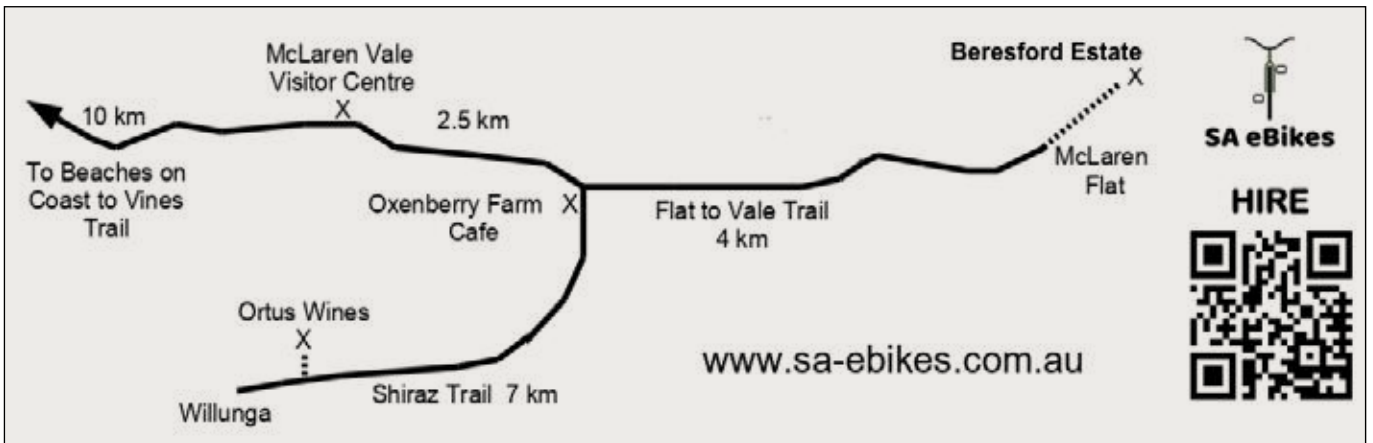 McLaren Vale
Visitor Centre
X
10 km
2.5 km
To Beaches on
Coast to Vines
Trail
Oxenberry Farm
Cafe
X
Flat to Vale Trail
4 km
Beresford Estate
X
McLaren
Flat
Ortus Wines
X
Willunga
Shiraz Trail 7 km
www.sa-ebikes.com.au
SA eBikes
HIRE